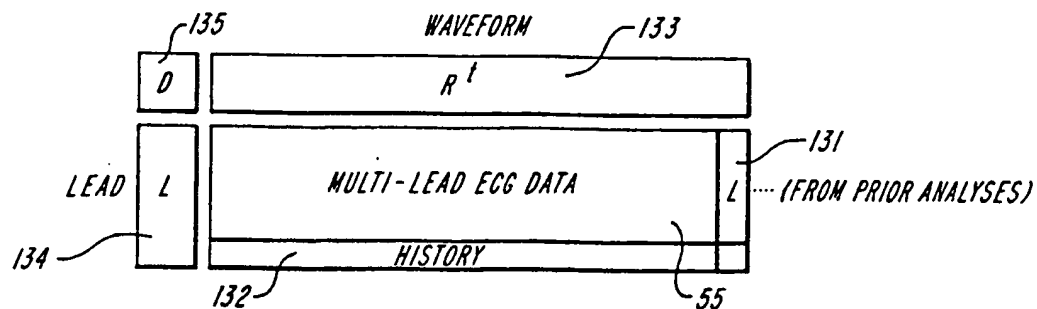 135
WAVEFORM
133
D
R^t
131
LEAD
L
MULTI-LEAD ECG DATA
L
.... (FROM PRIOR ANALYSES)
134
HISTORY
132
55